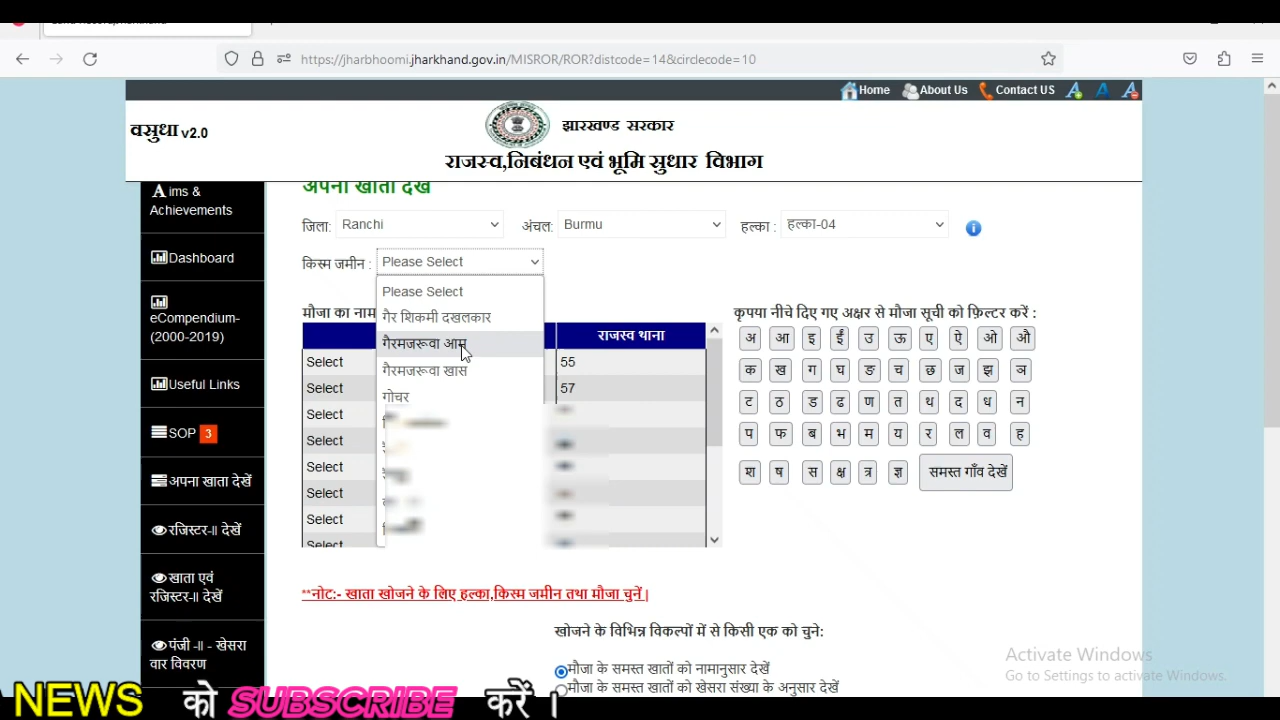 https://jharbhoomi.jharkhand.gov.in/MISROR/ROR?distcode=14&circlecode=10
Home About Us Contact US A A A
वसुधा v2.0
झारखण्ड सरकार
राजस्व,निबंधन एवं भूमि सुधार विभाग
Aims &
Achievements
Dashboard
eCompendium-
(2000-2019)
Useful Links
SOP 3
अपना खाता देखें
रजिस्टर-II देखें
खाता एवं
रजिस्टर-II देखें
पंजी -II - खेसरा
वार विवरण
अपना खाता देखें
जिला: Ranchi अंचल: Burmu हल्का : हल्का-04
किस्म जमीन : Please Select
Please Select
गैर शिकमी दखलकार
गैरमजरूवा आम
गैरमजरूवा खास
गोचर
मौजा का नाम
राजस्व थाना
Select 55
Select 57
Select
Select
Select
Select
Select
Select
कृपया नीचे दिए गए अक्षर से मौजा सूची को फ़िल्टर करें :
अ आ इ ई उ ऊ ए ऐ ओ औ
क ख ग घ ङ च छ ज झ ञ
ट ठ ड ढ ण त थ द ध न
प फ ब भ म य र ल व ह
श ष स क्ष त्र ज्ञ समस्त गाँव देखें
**नोट:- खाता खोजने के लिए हल्का,किस्म जमीन तथा मौजा चुनें |
खोजने के विभिन्न विकल्पों में से किसी एक को चुने:
मौजा के समस्त खातों को नामानुसार देखें
मौजा के समस्त खातों को खेसरा संख्या के अनुसार देखें
Activate Windows
Go to Settings to activate Windows.
NEWS को SUBSCRIBE करें ।